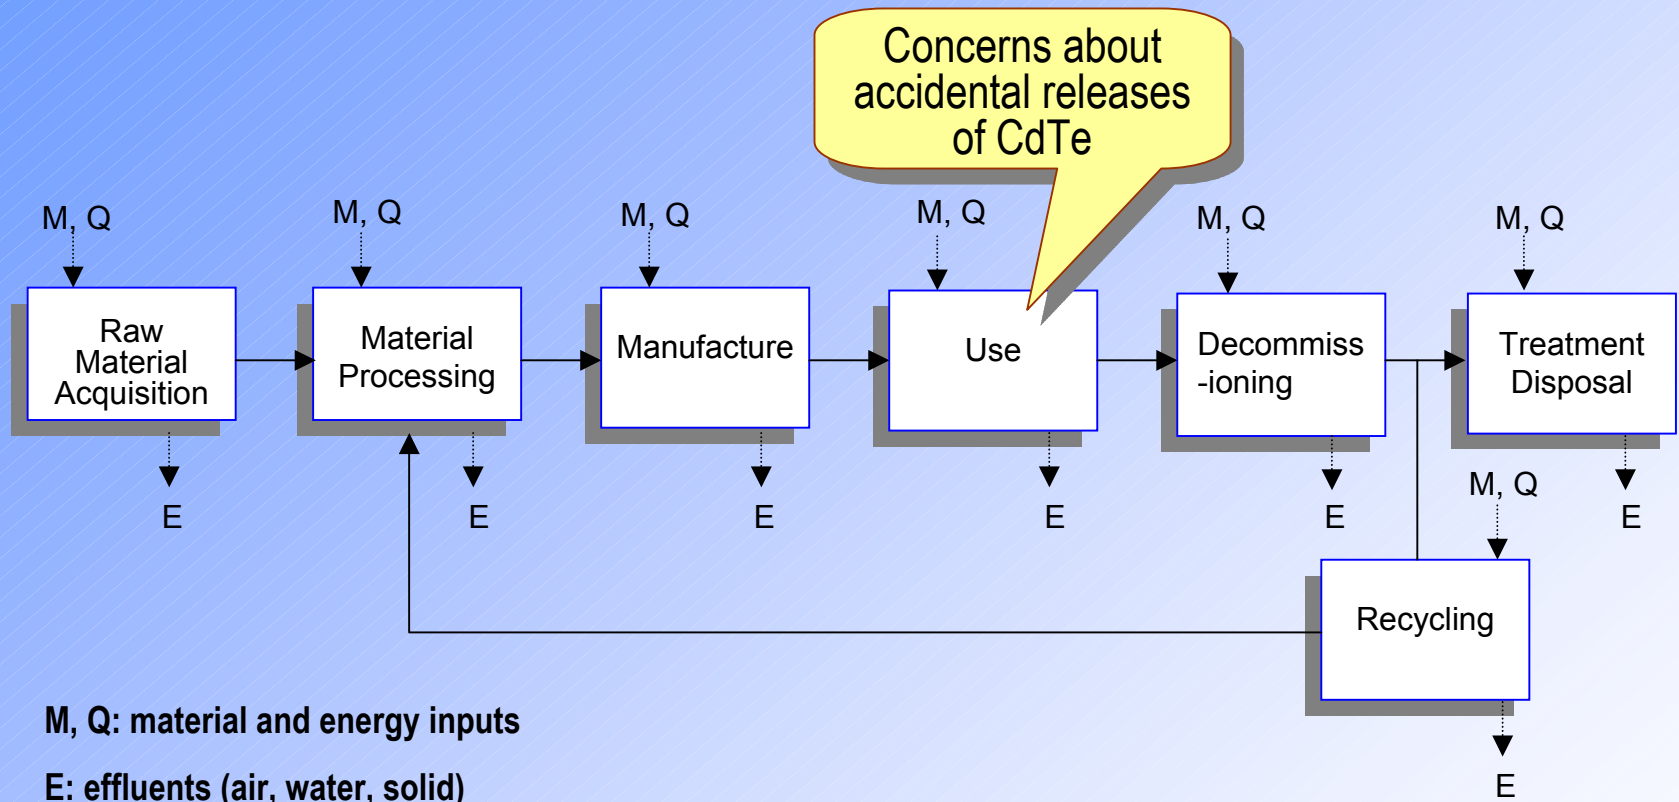 Concerns about
accidental releases
of CdTe
M, Q
M, Q
M, Q
M, Q
M, Q
M, Q
Raw
Material
Acquisition
Material
Processing
Manufacture
Use
Decommiss
-ioning
Treatment
Disposal
E
E
E
E
E
E
M, Q
Recycling
E
M, Q: material and energy inputs
E: effluents (air, water, solid)